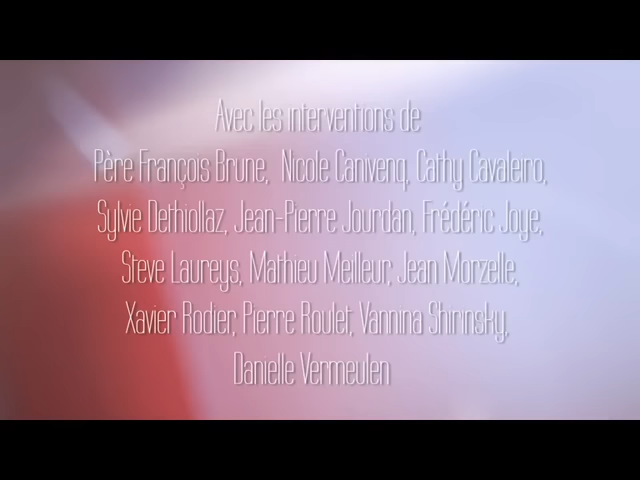 Avec les interventions de
Père François Brune, Nicole Canivenq, Cathy Cavaleiro,
Sylvie Dethiollaz, Jean-Pierre Jourdan, Frédéric Joye,
Steve Laureys, Mathieu Meilleur, Jean Morzelle,
Xavier Rodier, Pierre Roulet, Vannina Shirinsky,
Danielle Vermeulen